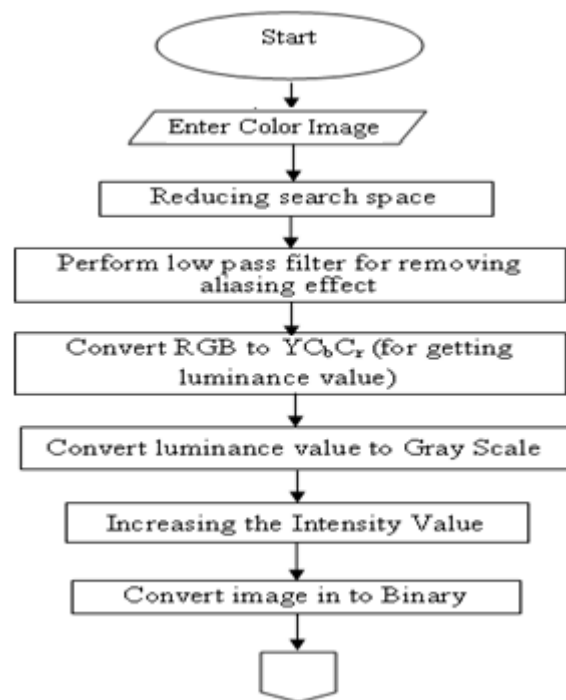 Start
Enter Color Image
Reducing search space
Perform low pass filter for removing
aliasing effect
Convert RGB to YCbCr (for getting
luminance value)
Convert luminance value to Gray Scale
Increasing the Intensity Value
Convert image in to Binary